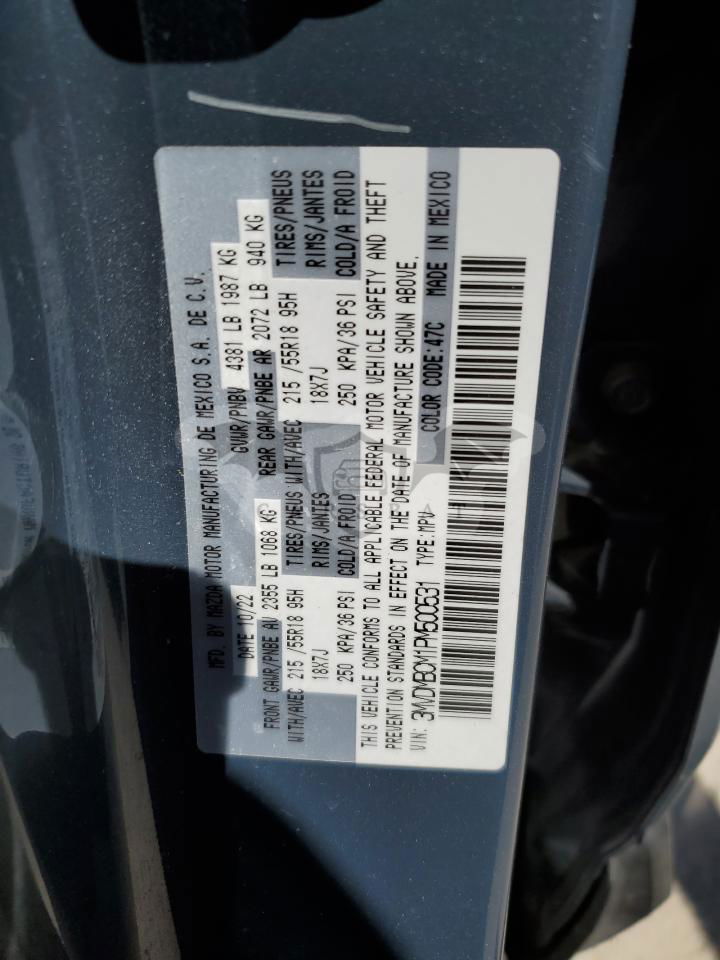 MFD. BY MAZDA MOTOR MANUFACTURING DE MEXICO S.A. DE C.V.
DATE 10/22 GVWR/PNBV 4381 LB 1987 KG
FRONT GAWR/PNBE AV 2355 LB 1068 KG REAR GAWR/PNBE AR 2072 LB 940 KG
WITH/AVEC 215 /55R18 95H TIRES/PNEUS WITH/AVEC 215 /55R18 95H TIRES/PNEUS
18X7J RIMS/JANTES 18X7J RIMS/JANTES
250 KPA/36 PSI COLD/A FROID 250 KPA/36 PSI COLD/A FROID
THIS VEHICLE CONFORMS TO ALL APPLICABLE FEDERAL MOTOR VEHICLE SAFETY AND THEFT
PREVENTION STANDARDS IN EFFECT ON THE DATE OF MANUFACTURE SHOWN ABOVE.
VIN: 3MVDMBCM1PM500531 TYPE:MPV COLOR CODE:47C MADE IN MEXICO